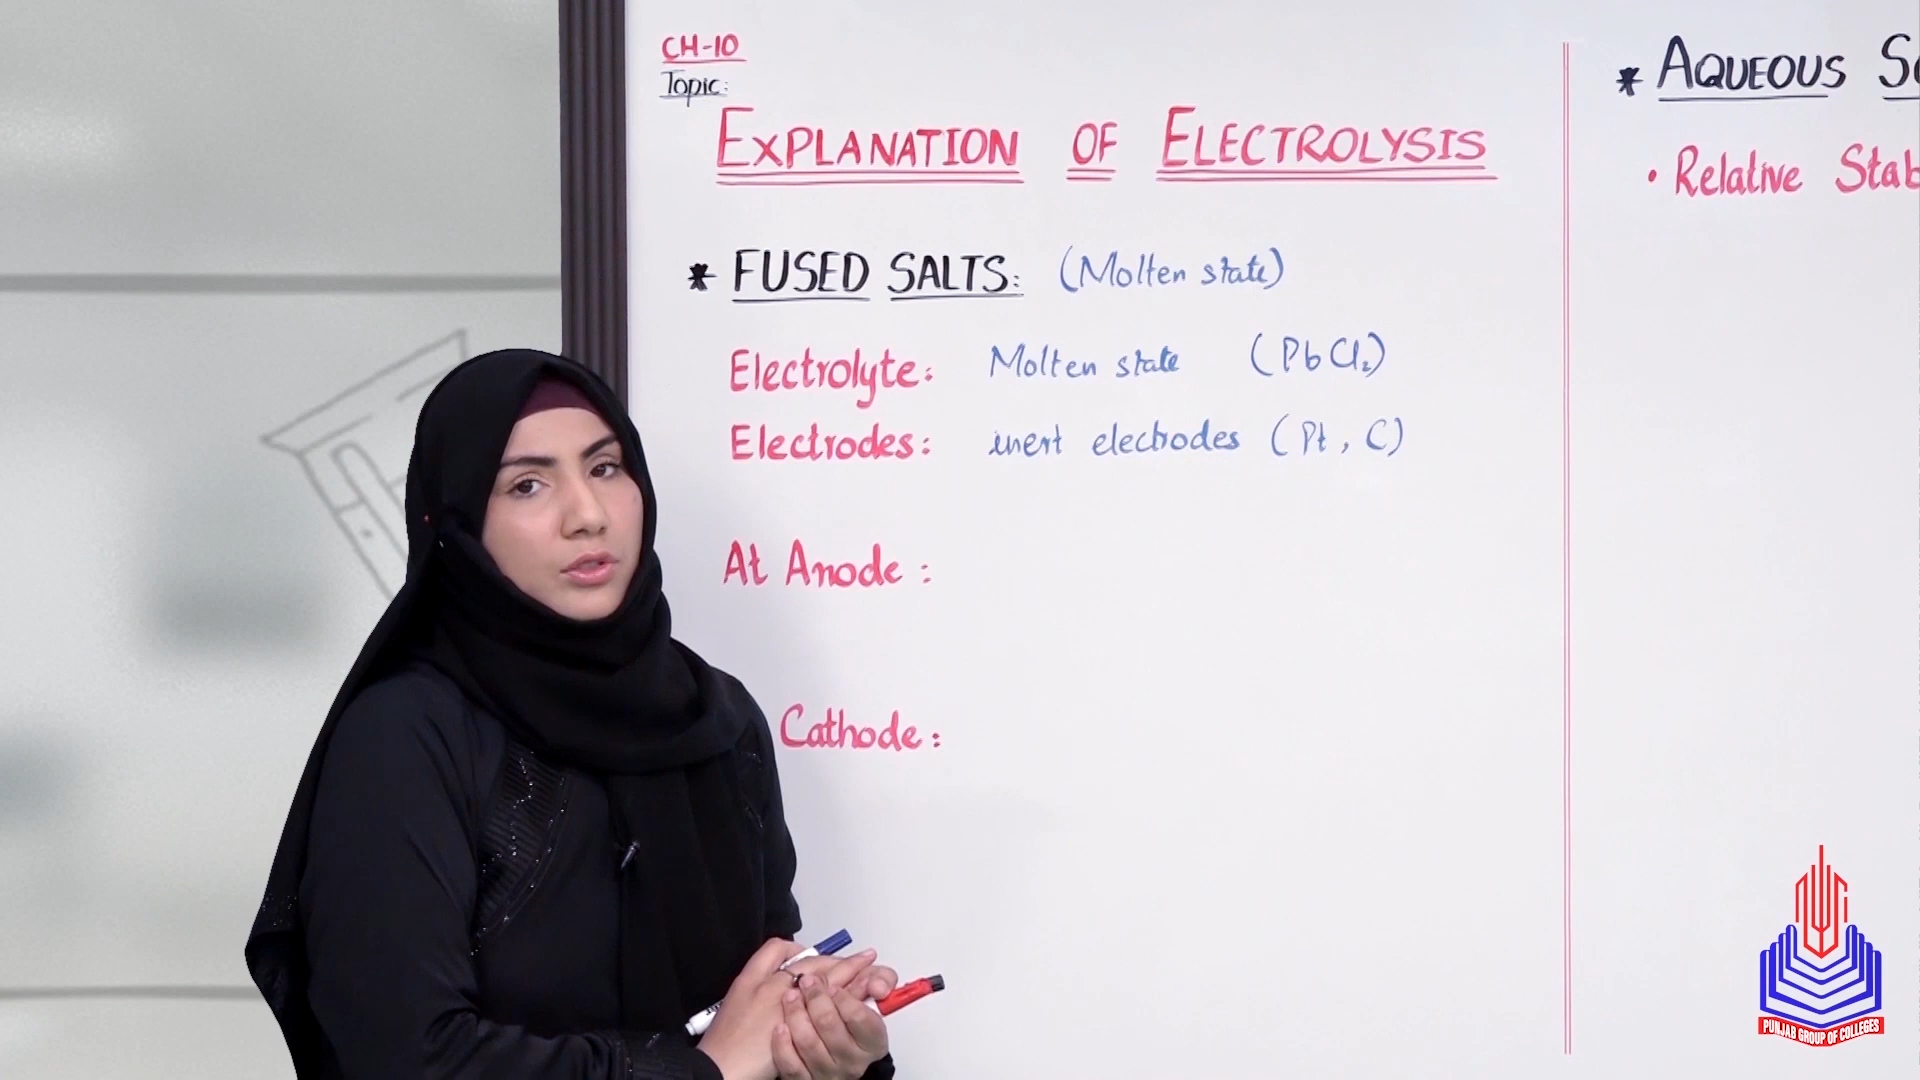 CH-10
Topic:
EXPLANATION OF ELECTROLYSIS
* FUSED SALTS: (Molten state)
Electrolyte: Molten state (PbCl₂)
Electrodes: inert electrodes (Pt, C)
At Anode:
Cathode:
* AQUEOUS
• Relative
PUNJAB GROUP OF COLLEGES